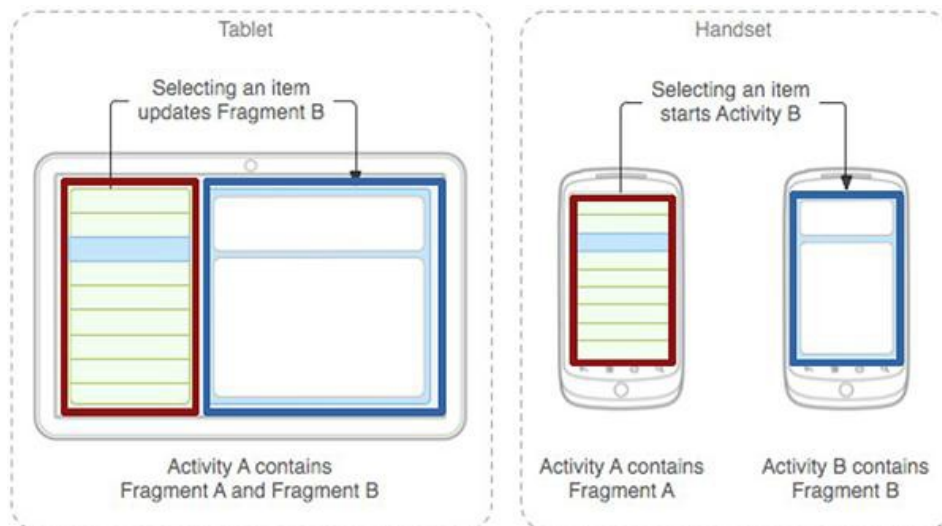 Tablet
Selecting an item
updates Fragment B
Activity A contains
Fragment A and Fragment B
Handset
Selecting an item
starts Activity B
Activity A contains
Fragment A
Activity B contains
Fragment B